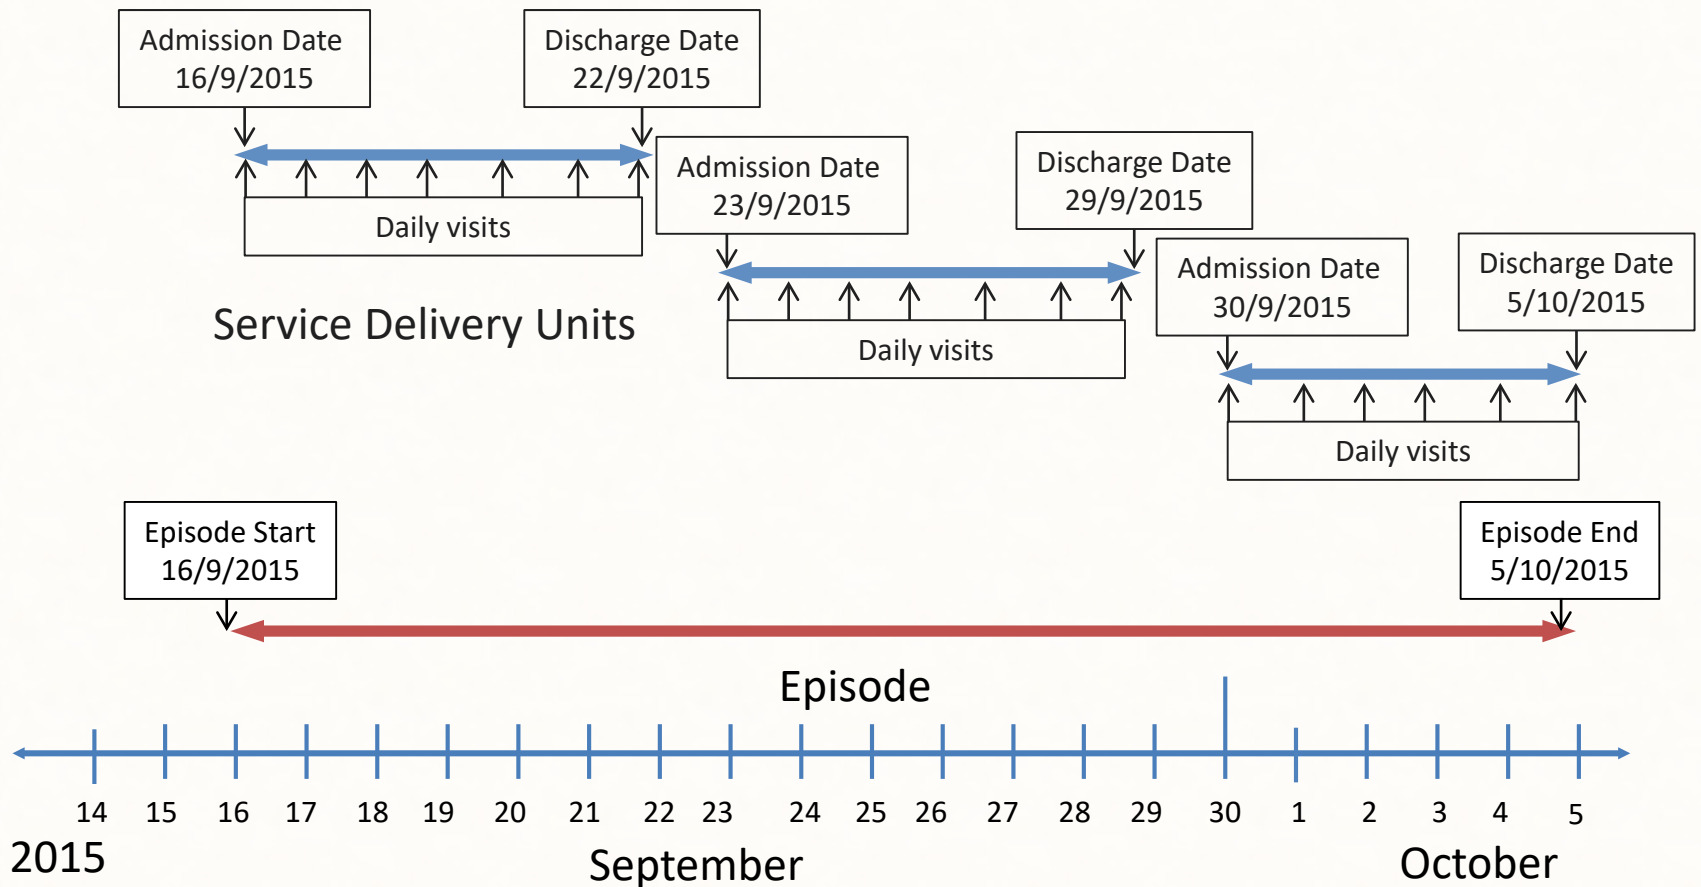 Admission Date
16/9/2015
Discharge Date
22/9/2015
Daily visits
Admission Date
23/9/2015
Discharge Date
29/9/2015
Daily visits
Admission Date
30/9/2015
Discharge Date
5/10/2015
Daily visits
Service Delivery Units
Episode Start
16/9/2015
Episode End
5/10/2015
Episode
14 15 16 17 18 19 20 21 22 23 24 25 26 27 28 29 30 1 2 3 4 5
2015 September October